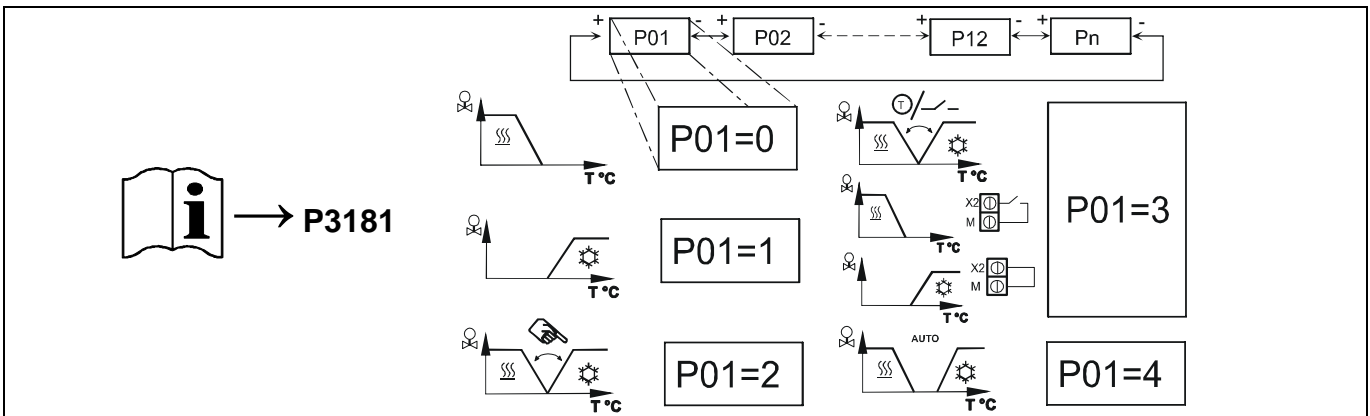 + P01 - + P02 - + P12 - + Pn -
P01=0
T °C
T
T °C
i → P3181
P01=3
X2
M
T °C
P01=1
T °C
X2
M
T °C
AUTO
P01=2
T °C
P01=4
T °C